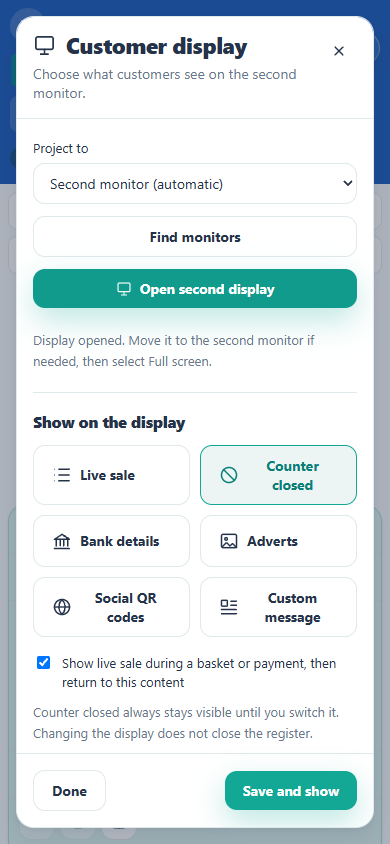 Customer display
Choose what customers see on the second
monitor.
Project to
Second monitor (automatic)
Find monitors
Open second display
Display opened. Move it to the second monitor if
needed, then select Full screen.
Show on the display
Live sale
Counter
closed
Bank details
Adverts
Social QR
codes
Custom
message
Show live sale during a basket or payment, then
return to this content
Counter closed always stays visible until you switch it.
Changing the display does not close the register.
Done
Save and show